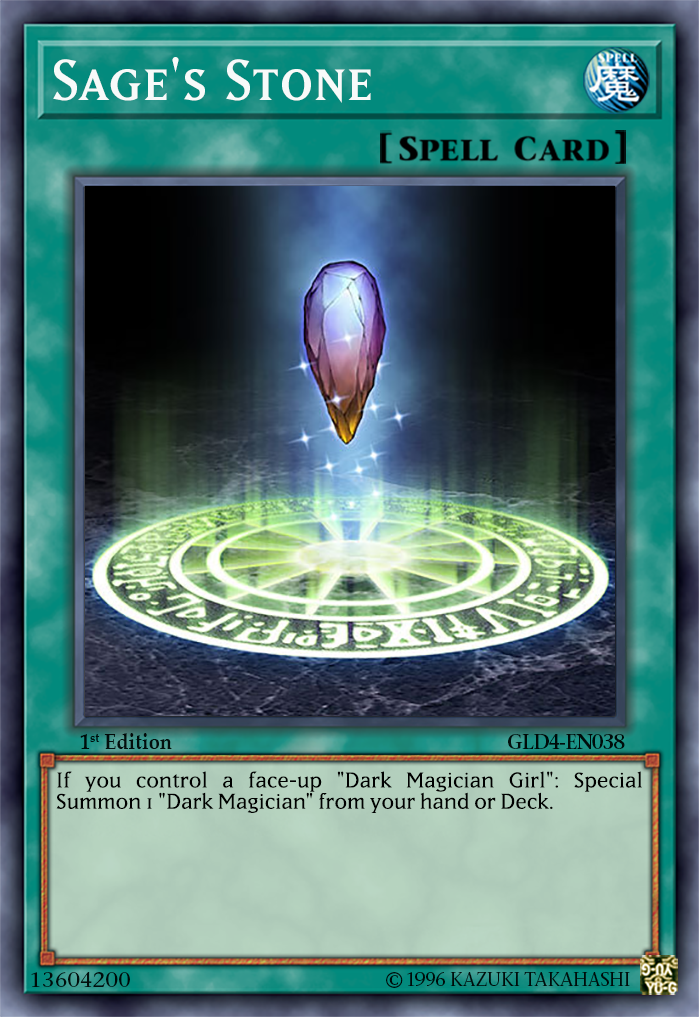 SAGE'S STONE
SPELL
魔
[SPELL CARD]
1st Edition
GLD4-EN038
If you control a face-up "Dark Magician Girl": Special
Summon 1 "Dark Magician" from your hand or Deck.
13604200
© 1996 KAZUKI TAKAHASHI